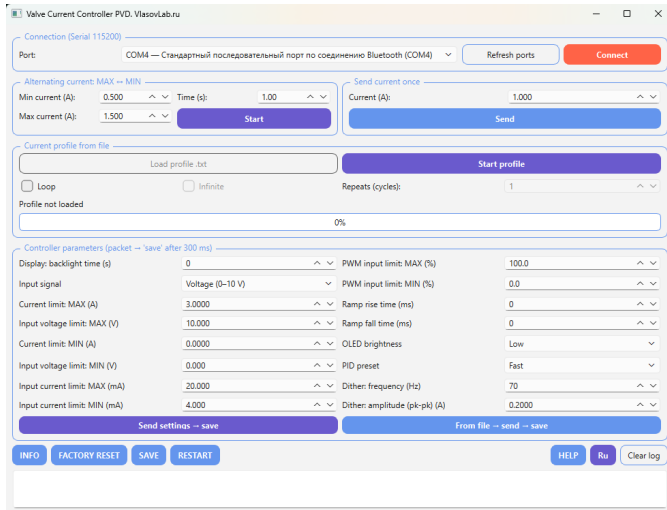 Valve Current Controller PVD. VlasovLab.ru
Connection (Serial 115200)
Port: COM4 — Стандартный последовательный порт по соединению Bluetooth (COM4) Refresh ports Connect
Alternating current: MAX ↔ MIN Send current once
Min current (A): 0.500 Time (s): 1.00 Current (A): 1.000
Max current (A): 1.500 Start Send
Current profile from file
Load profile .txt Start profile
Loop Infinite Repeats (cycles): 1
Profile not loaded
0%
Controller parameters (packet → 'save' after 300 ms)
Display: backlight time (s) 0 PWM input limit: MAX (%) 100.0
Input signal Voltage (0–10 V) PWM input limit: MIN (%) 0.0
Current limit: MAX (A) 3.0000 Ramp rise time (ms) 0
Input voltage limit: MAX (V) 10.000 Ramp fall time (ms) 0
Current limit: MIN (A) 0.0000 OLED brightness Low
Input voltage limit: MIN (V) 0.000 PID preset Fast
Input current limit: MAX (mA) 20.000 Dither: frequency (Hz) 70
Input current limit: MIN (mA) 4.000 Dither: amplitude (pk-pk) (A) 0.2000
Send settings → save From file → send → save
INFO FACTORY RESET SAVE RESTART HELP Ru Clear log